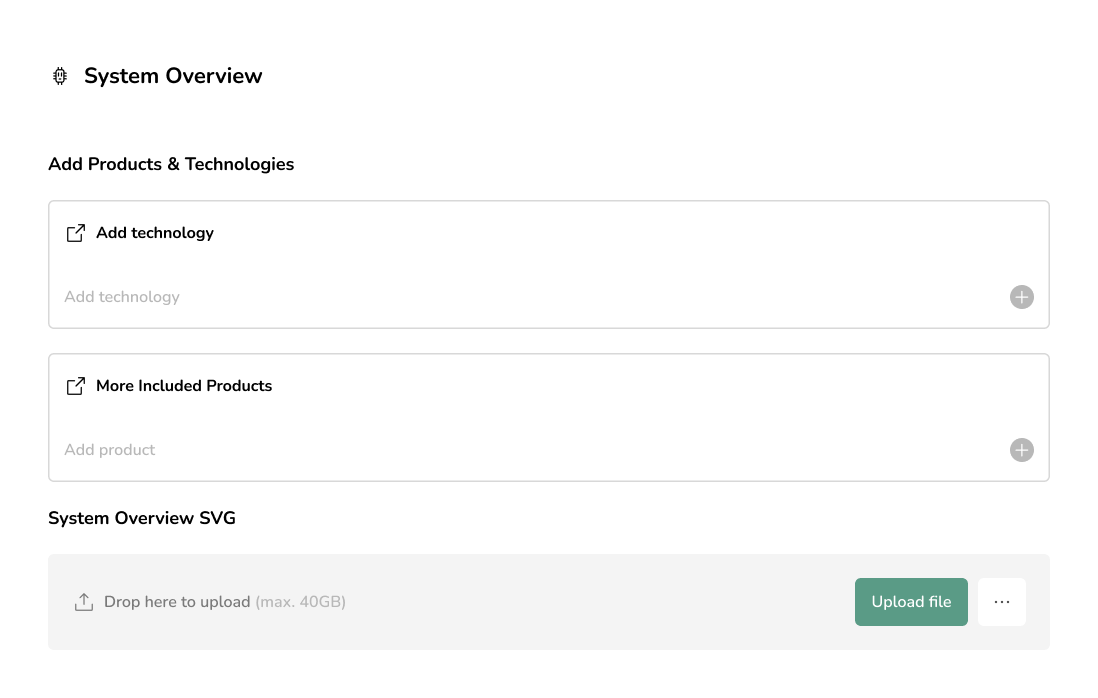 System Overview
Add Products & Technologies
Add technology
Add technology
More Included Products
Add product
System Overview SVG
Drop here to upload (max. 40GB) Upload file ...